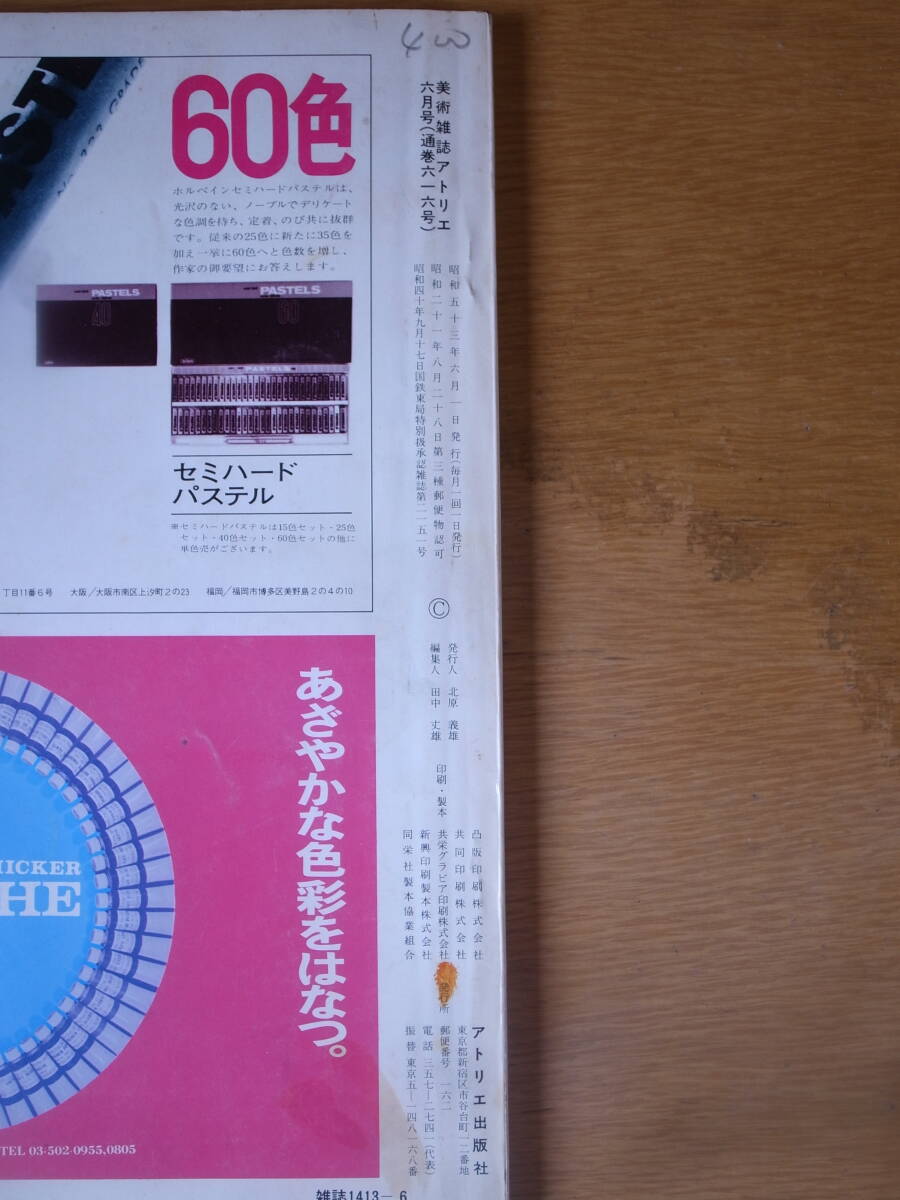 400
60色
ホルベインセミハードパステルは、
光沢のない、ノーブルでデリケート
な色調を持ち、定着、のび共に抜群
です。従来の25色に新たに35色を
加え一挙に60色へと色数を増し、
作家の御要望にお答えします。
PASTELS
40
PASTELS
60
PASTELS
セミハード
パステル
※セミハードパステルは15色セット・25色
セット・40色セット・60色セットの他に
単色売がございます。
丁目11番6号 大阪/大阪市南区上汐町2の23 福岡/福岡市博多区美野島2の4の10
あざやかな色彩をはなつ。
HICKER
HE
TEL 03-502-0955,0805
美術雑誌アトリエ
六月号(通巻六一六号)
昭和五十三年六月一日発行(毎月一回一日発行)
昭和二十一年八月二十八日第三種郵便物認可
昭和四十年九月十七日国鉄東局特別扱承認雑誌第二一五一号
©
発行人 北原義雄
編集人 田中丈雄
印刷・製本
凸版印刷株式会社
共同印刷株式会社
共栄グラビア印刷株式会社
新興印刷製本株式会社
同栄社製本協業組合
発行所
アトリエ出版社
東京都新宿区市谷台町一二番地
郵便番号 一六二
電話 三五七―二七四一(代表)
振替 東京五―一四八一六八番
雑誌1413―6